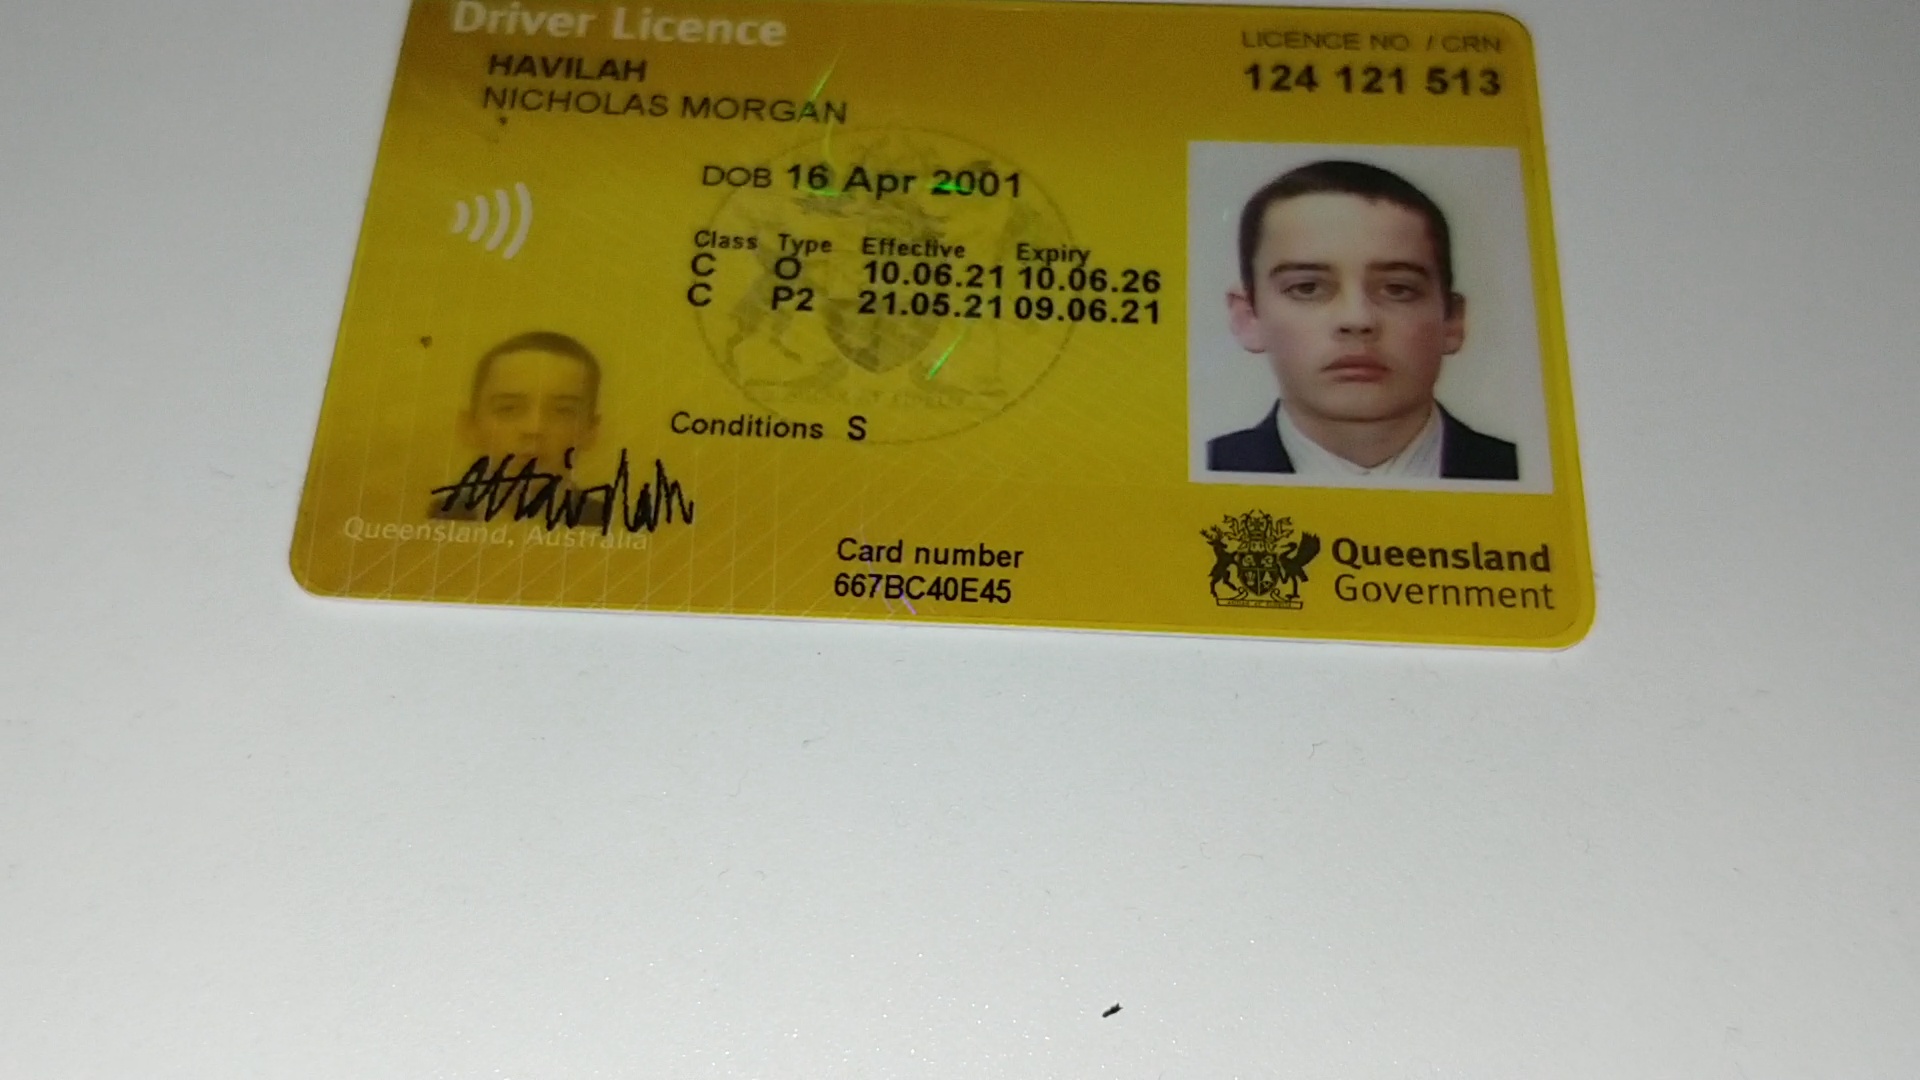 Driver Licence
LICENCE NO / CRN
HAVILAH
124 121 513
NICHOLAS MORGAN
DOB 16 Apr 2001
Class Type Effective Expiry
C O 10.06.21 10.06.26
C P2 21.05.21 09.06.21
Conditions S
Queensland, Australia
Card number
667BC40E45
Queensland
Government